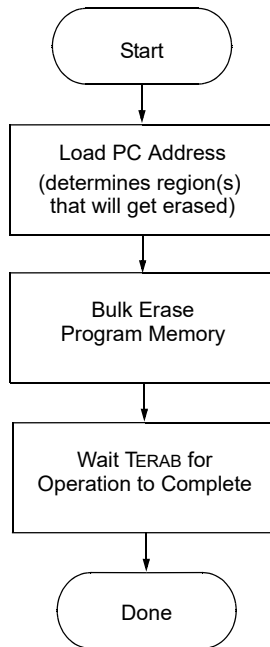 Start
Load PC Address
(determines region(s)
that will get erased)
Bulk Erase
Program Memory
Wait TERAB for
Operation to Complete
Done